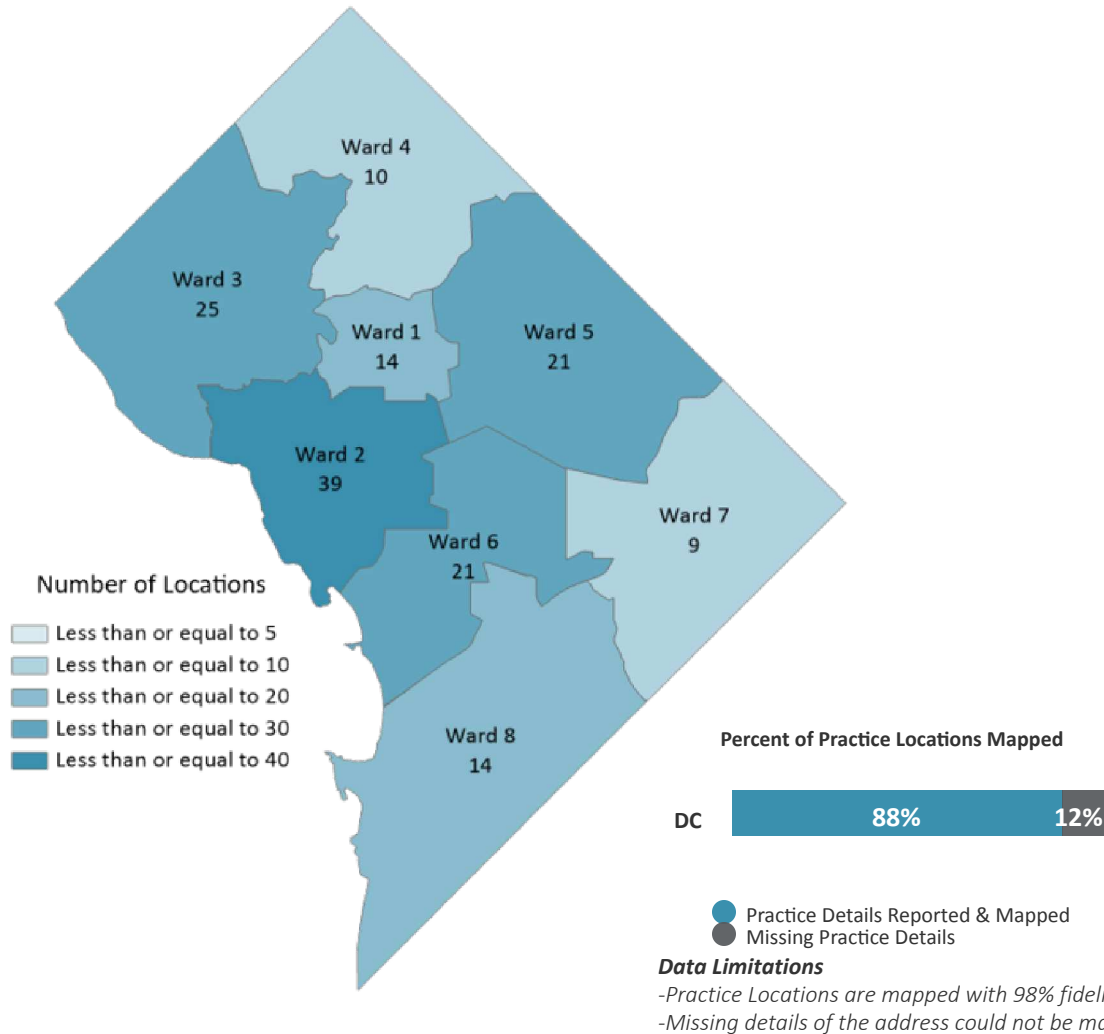 Ward 4
10
Ward 3
25
Ward 1
14
Ward 5
21
Ward 2
39
Ward 7
9
Ward 6
21
Ward 8
14
Number of Locations
Less than or equal to 5
Less than or equal to 10
Less than or equal to 20
Less than or equal to 30
Less than or equal to 40
Percent of Practice Locations Mapped
DC 88% 12%
Practice Details Reported & Mapped
Missing Practice Details
Data Limitations
-Practice Locations are mapped with 98% 
-Missing details of the address could not be